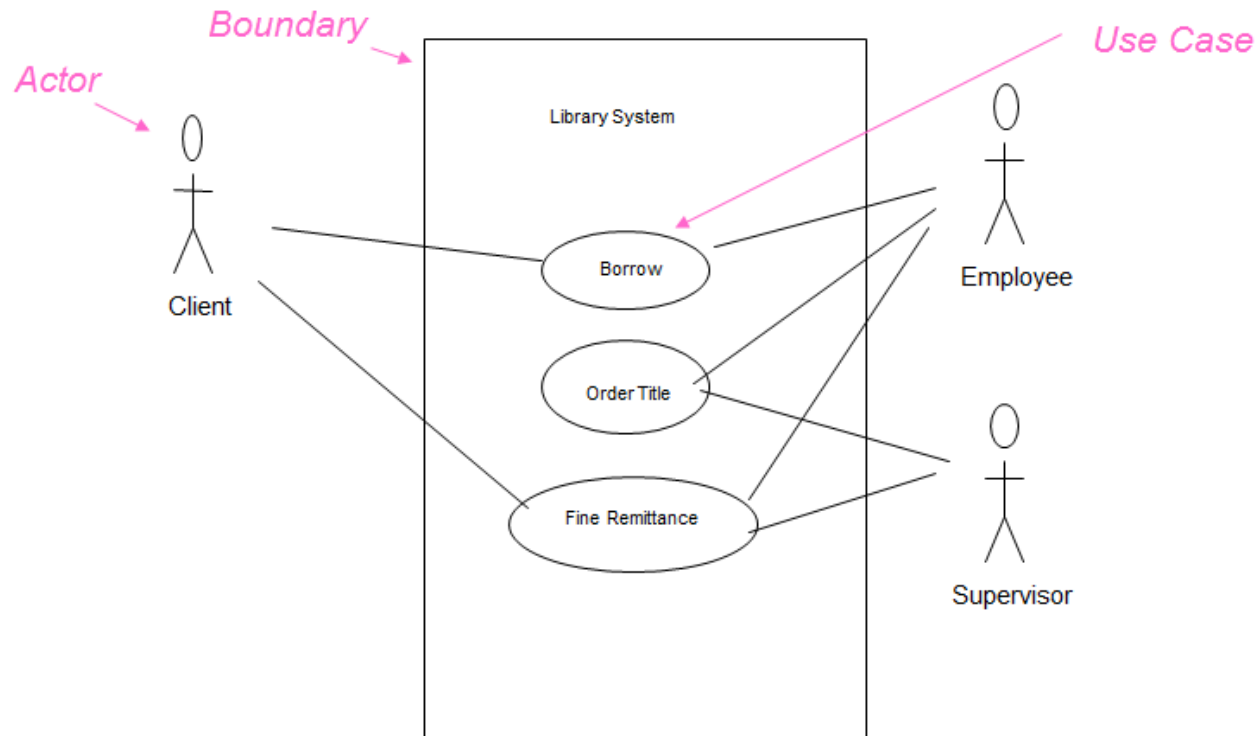 Boundary
Use Case
Actor
Library System
Borrow
Client
Employee
Order Title
Fine Remittance
Supervisor